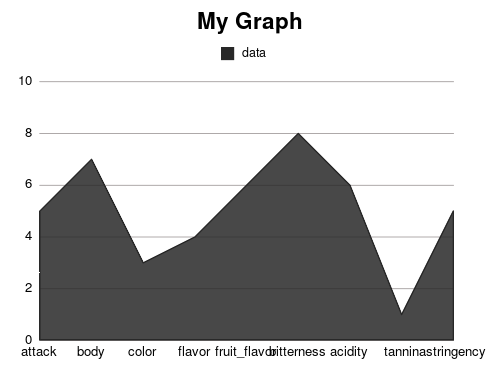 My Graph
data
10
8
6
4
2
0
attack body color flavor fruit_flavor bitterness acidity tannin astringency